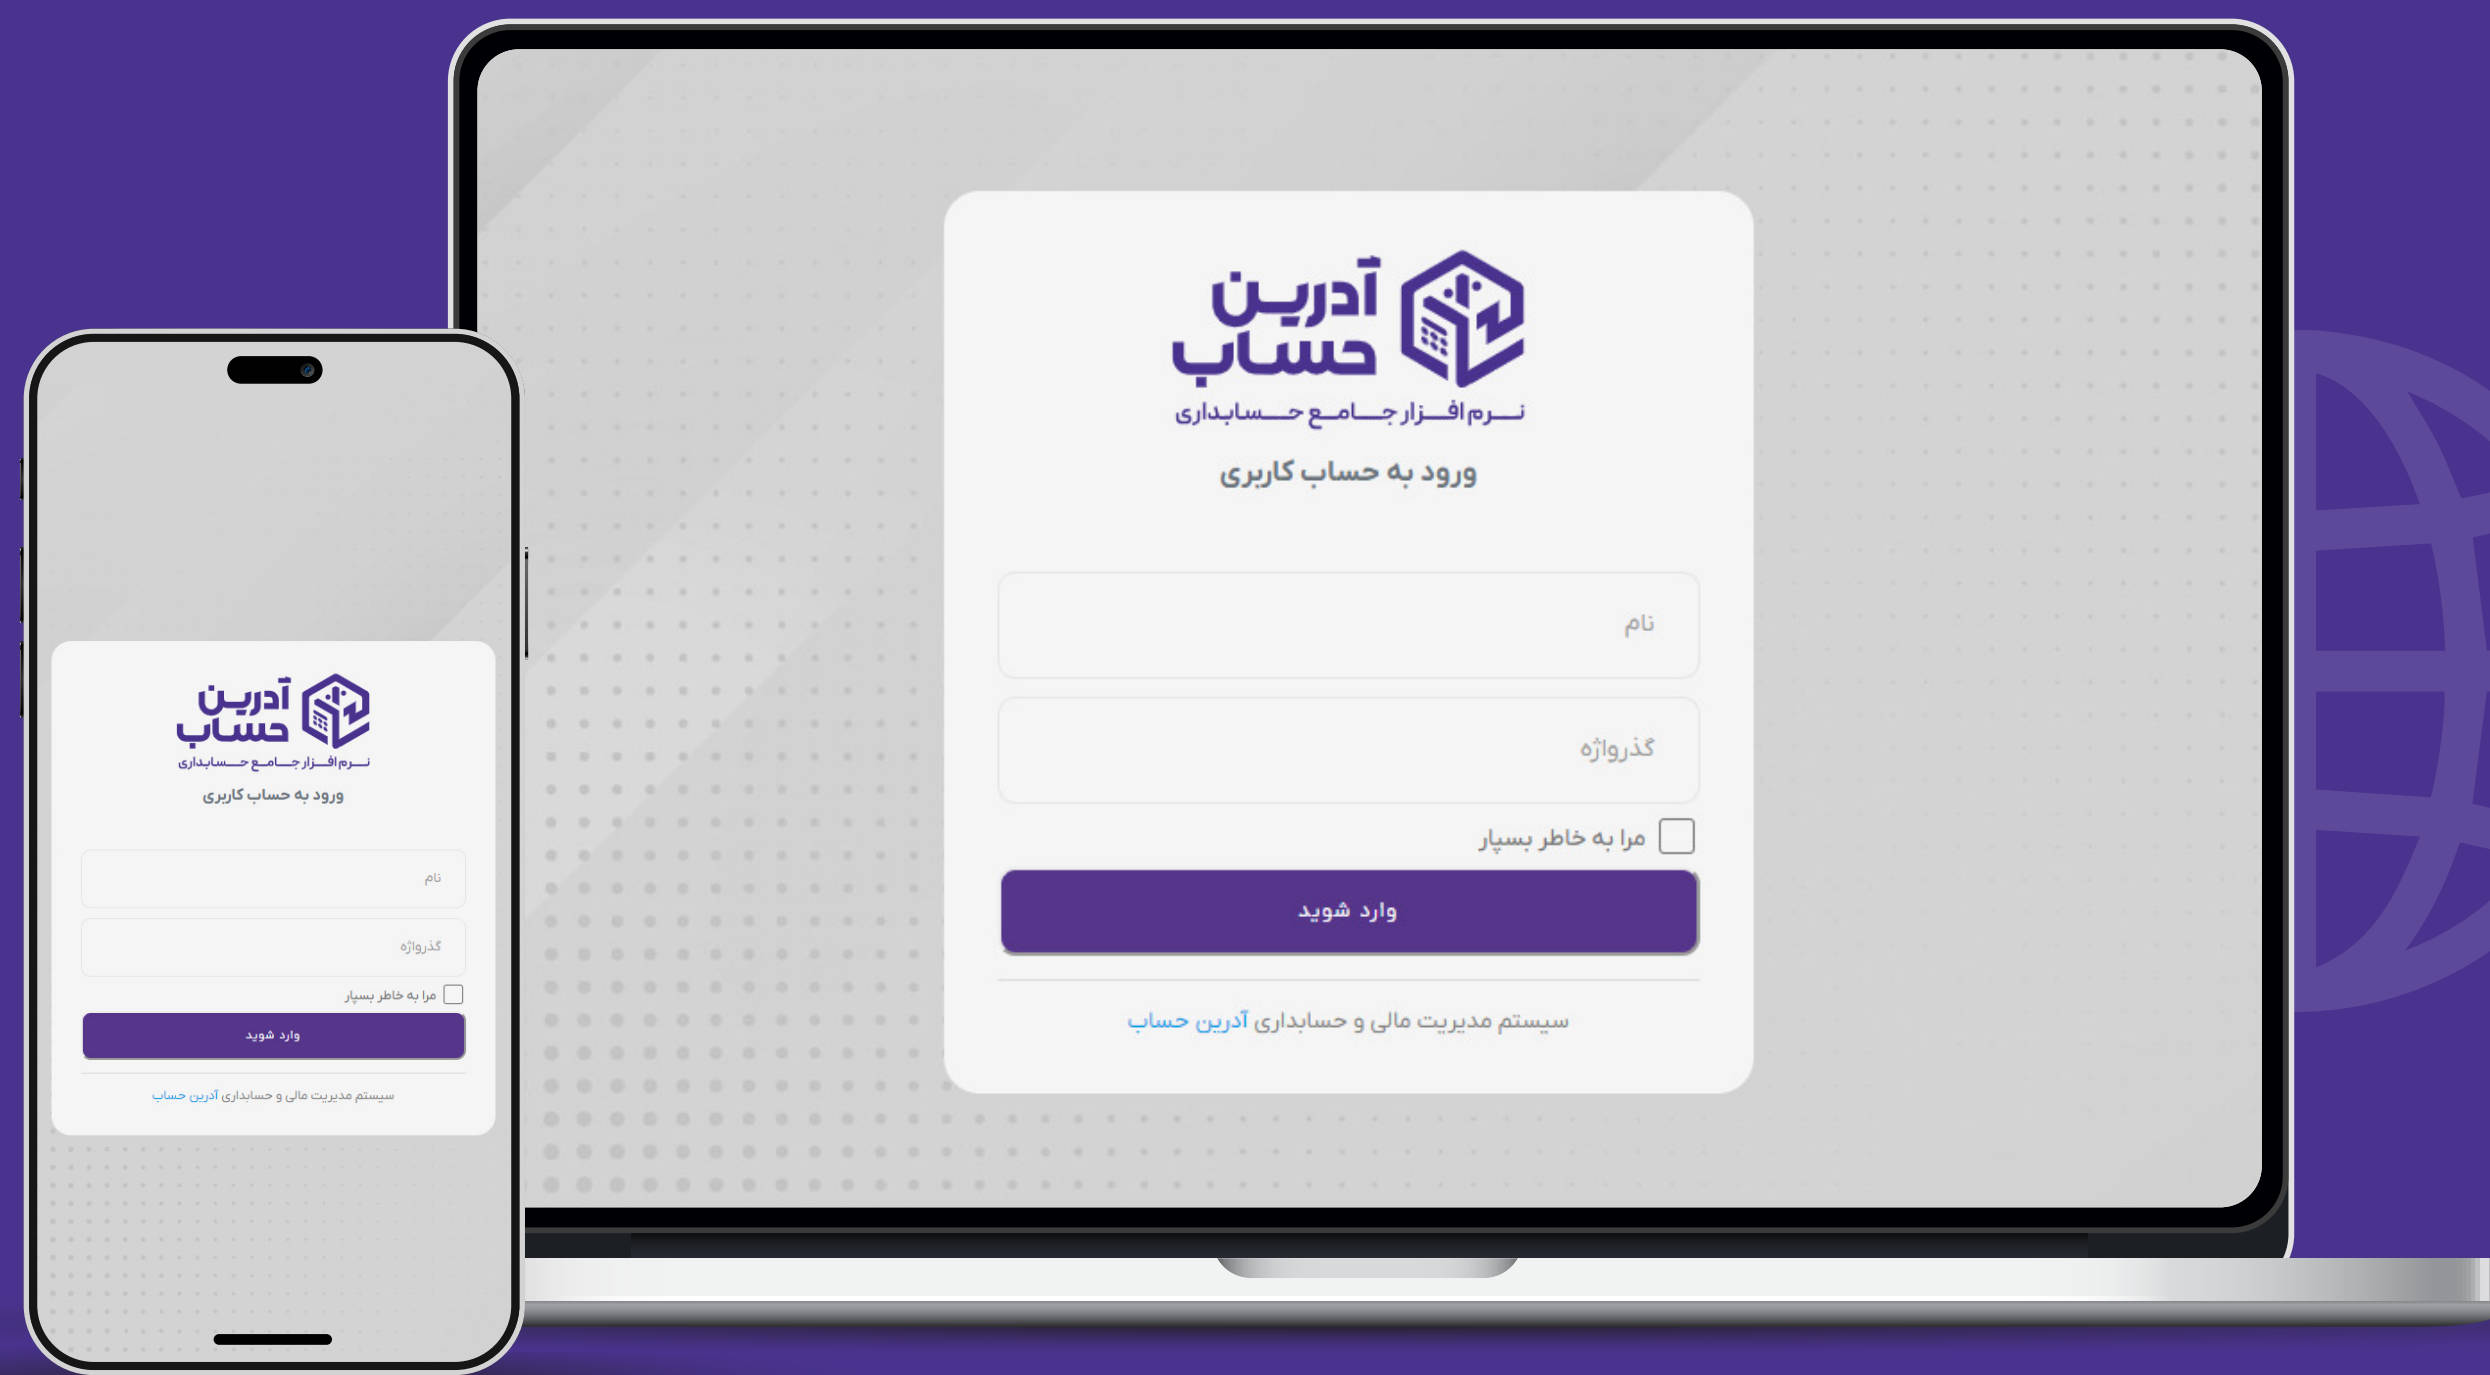 آدرین
حساب
نرم افزار جامع حسابداری
ورود به حساب کاربری
نام
گذرواژه
مرا به خاطر بسپار
وارد شوید
سیستم مدیریت مالی و حسابداری آدرین حساب
آدرین
حساب
نرم افزار جامع حسابداری
ورود به حساب کاربری
نام
گذرواژه
مرا به خاطر بسپار
وارد شوید
سیستم مدیریت مالی و حسابداری آدرین حساب